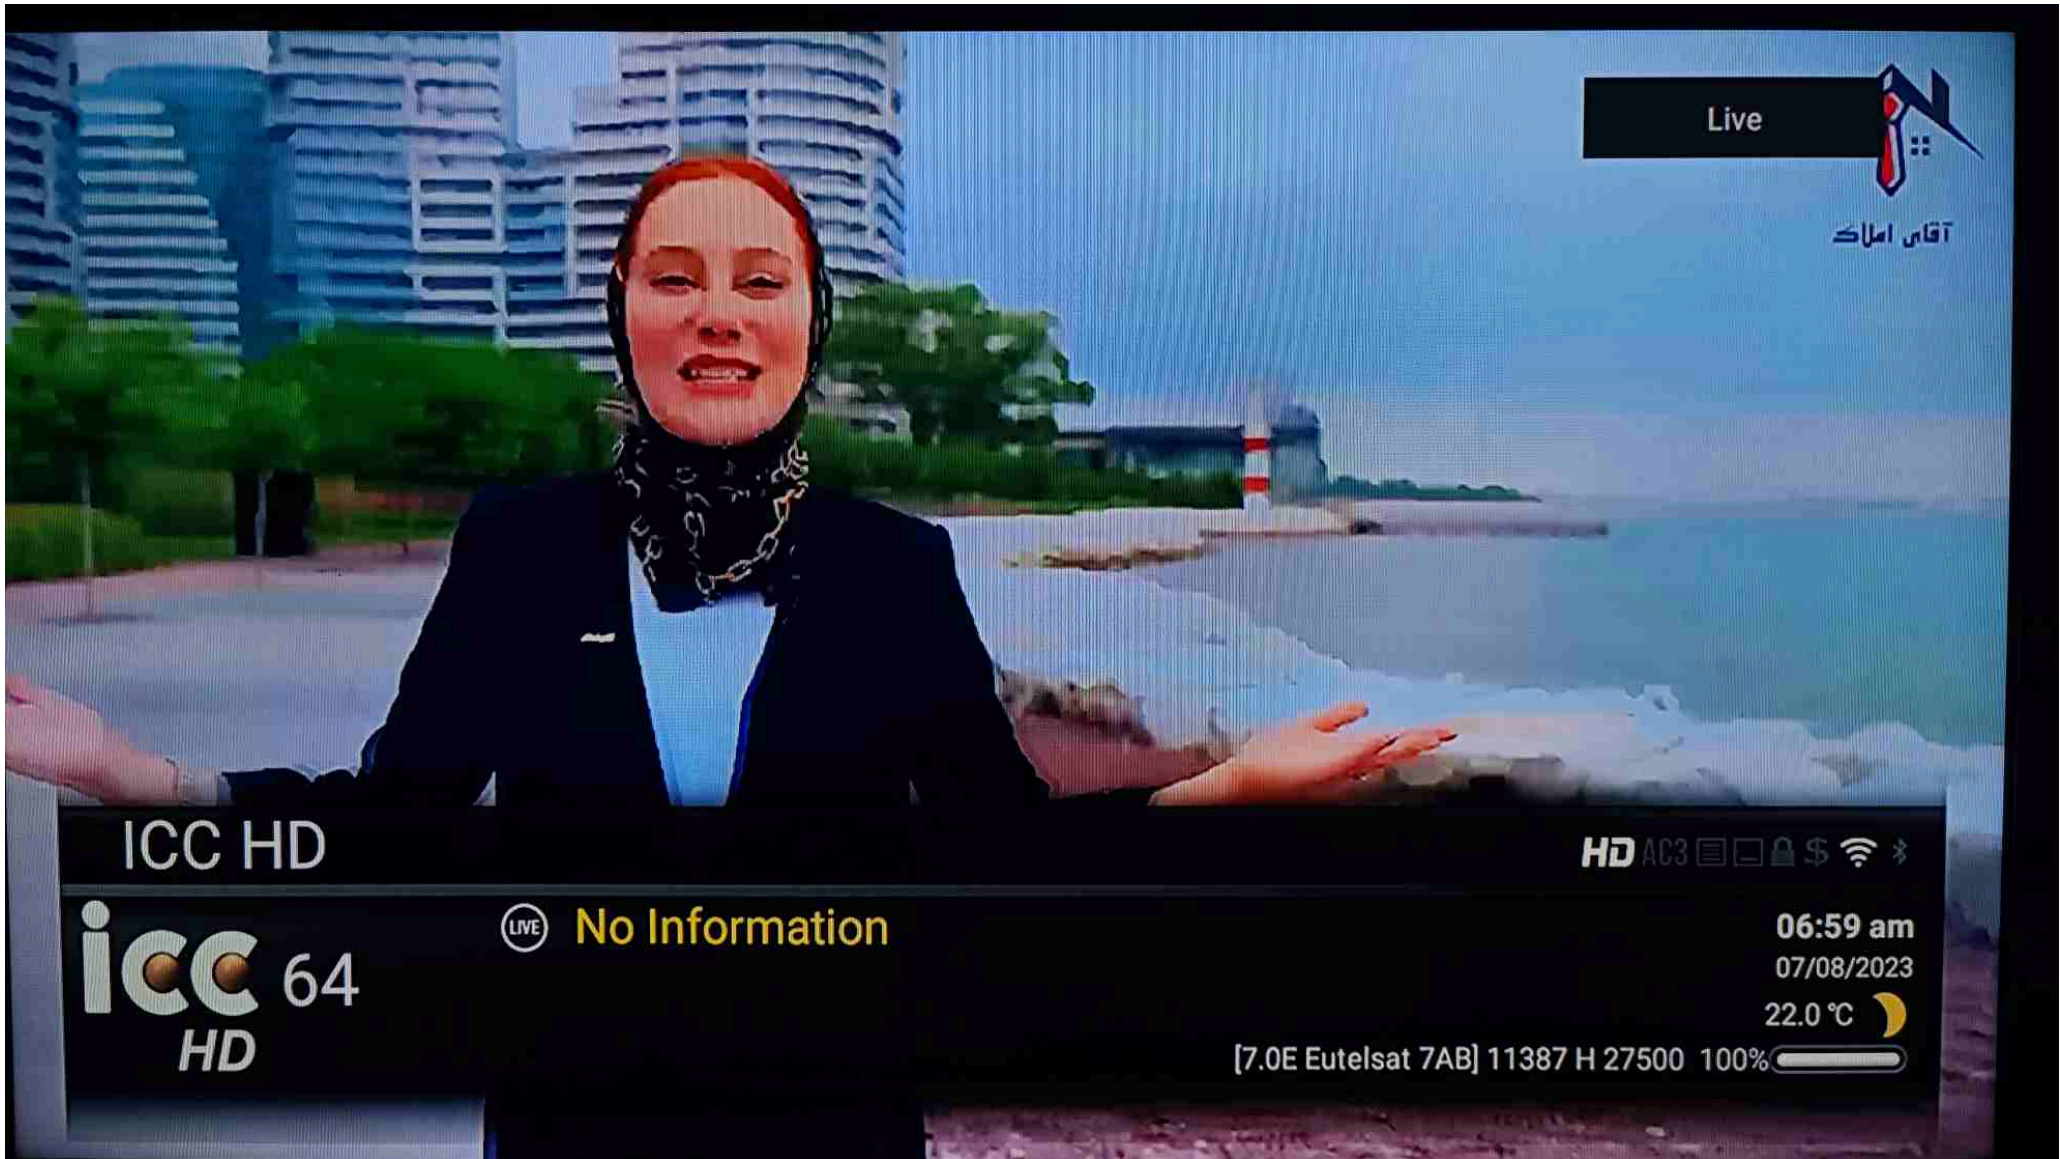 Live
آقای املاک
ICC HD
HD AC3 $
LIVE No Information
icc HD 64
06:59 am
07/08/2023
22.0 °C
[7.0E Eutelsat 7AB] 11387 H 27500 100%